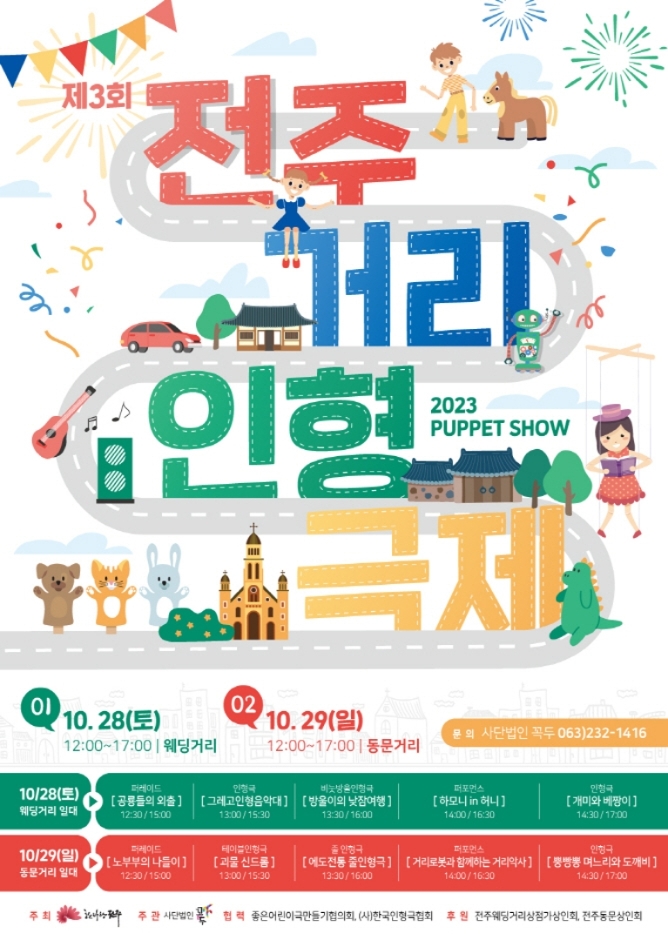 제3회
전주
거리
인형
극제
2023
PUPPET SHOW
01 10. 28(토)
12:00~17:00 | 웨딩거리
02 10. 29(일)
12:00~17:00 | 동문거리
문의 사단법인 꼭두 063)232-1416
10/28(토)
웨딩거리 일대
퍼레이드
[ 공룡들의 외출 ]
12:30 / 15:00
인형극
[ 그레고인형음악대 ]
13:00 / 15:30
비눗방울인형극
[ 방울이의 낮잠여행 ]
13:30 / 16:00
퍼포먼스
[ 하모니 in 허니 ]
14:00 / 16:30
인형극
[ 개미와 베짱이 ]
14:30 / 17:00
10/29(일)
동문거리 일대
퍼레이드
[ 노부부의 나들이 ]
12:30 / 15:00
테이블인형극
[ 괴물 신드롬 ]
13:00 / 15:30
줄 인형극
[ 에도전통 줄인형극 ]
13:30 / 16:00
퍼포먼스
[ 거리로봇과 함께하는 거리악사 ]
14:00 / 16:30
인형극
[ 뿡빵뿡 며느리와 도깨비 ]
14:30 / 17:00
주최 주관 사단법인 꼭두 협력 좋은어린이극만들기협의회, (사)한국인형극협회 후원 전주웨딩거리상점가상인회, 전주동문상인회